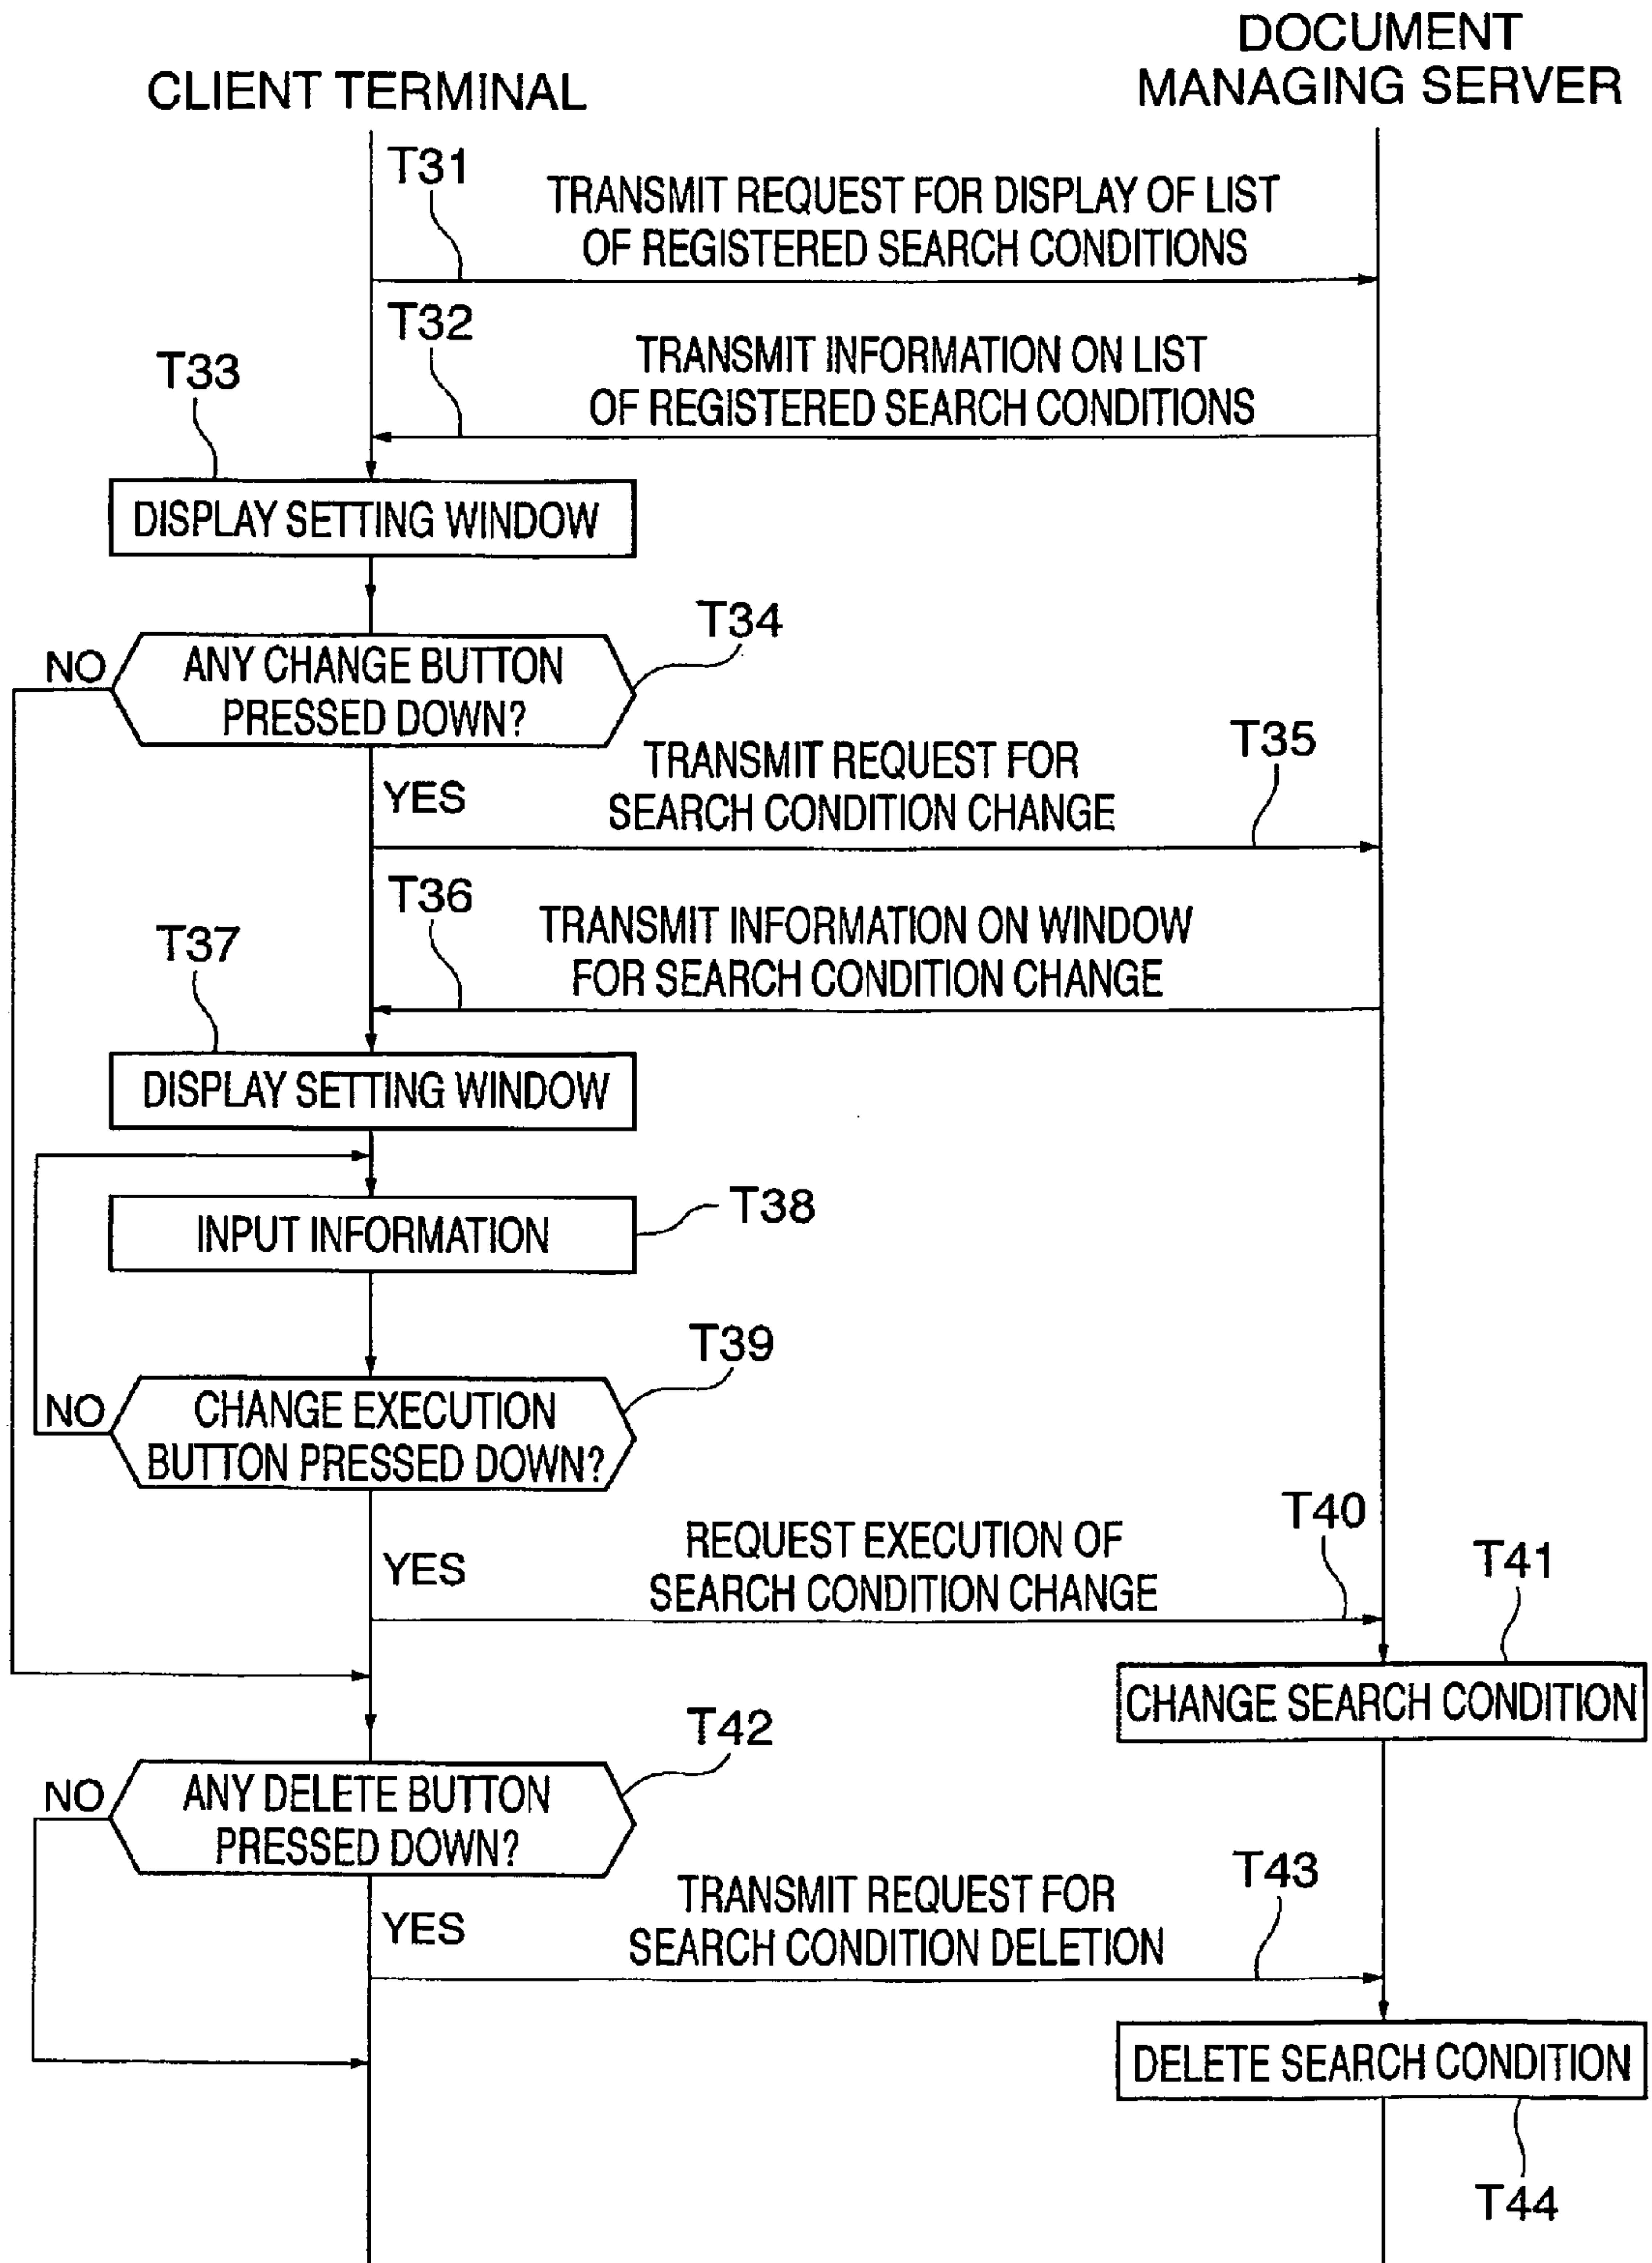 DOCUMENT
MANAGING SERVER
CLIENT TERMINAL
T31
TRANSMIT REQUEST FOR DISPLAY OF LIST
OF REGISTERED SEARCH CONDITIONS
T32
TRANSMIT INFORMATION ON LIST
OF REGISTERED SEARCH CONDITIONS
T33
DISPLAY SETTING WINDOW
T34
NO
ANY CHANGE BUTTON
PRESSED DOWN?
T35
TRANSMIT REQUEST FOR
SEARCH CONDITION CHANGE
YES
T36
TRANSMIT INFORMATION ON WINDOW
FOR SEARCH CONDITION CHANGE
T37
DISPLAY SETTING WINDOW
INPUT INFORMATION
T38
T39
NO
CHANGE EXECUTION
BUTTON PRESSED DOWN?
T40
YES
REQUEST EXECUTION OF
SEARCH CONDITION CHANGE
T41
CHANGE SEARCH CONDITION
T42
NO
ANY DELETE BUTTON
PRESSED DOWN?
T43
YES
TRANSMIT REQUEST FOR
SEARCH CONDITION DELETION
DELETE SEARCH CONDITION
T44